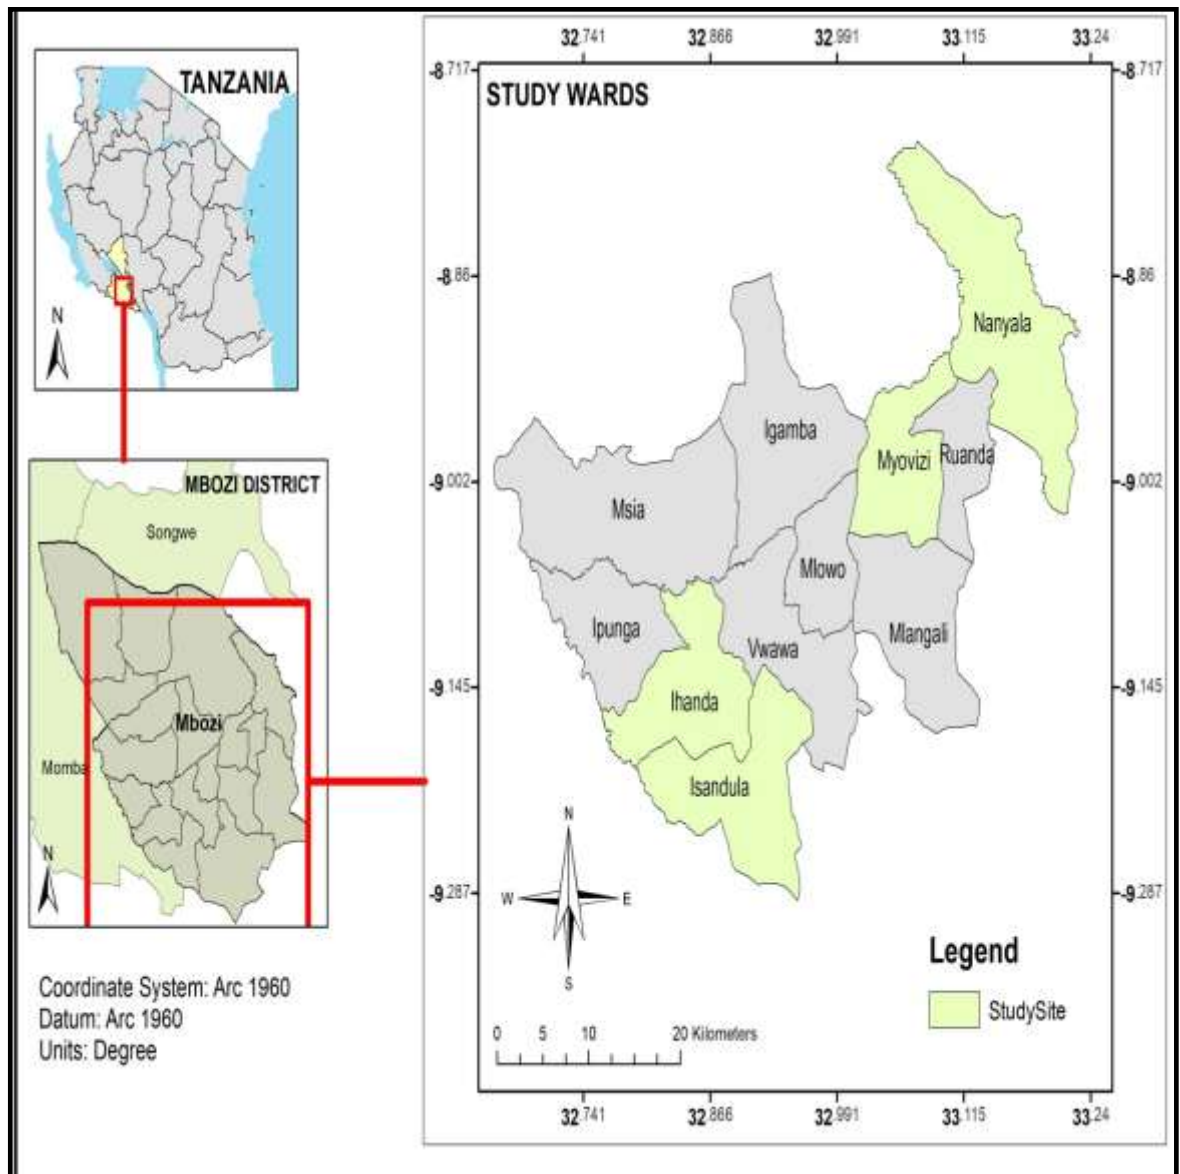 TANZANIA
N
MBOZI DISTRICT
Songwe
Mbozi
Momba
N
Coordinate System: Arc 1960
Datum: Arc 1960
Units: Degree
32.741 32.866 32.991 33.115 33.24
-8.717 -8.717
STUDY WARDS
-8.86 -8.86
Nanyala
Igamba
Myovizi
Ruanda
-9.002 -9.002
Msia
Mlowo
Ipunga
Vwawa
Mlangali
-9.145 -9.145
Ihanda
Isandula
N
W E
S
-9.287 -9.287
Legend
StudySite
0 5 10 20 Kilometers
32.741 32.866 32.991 33.115 33.24